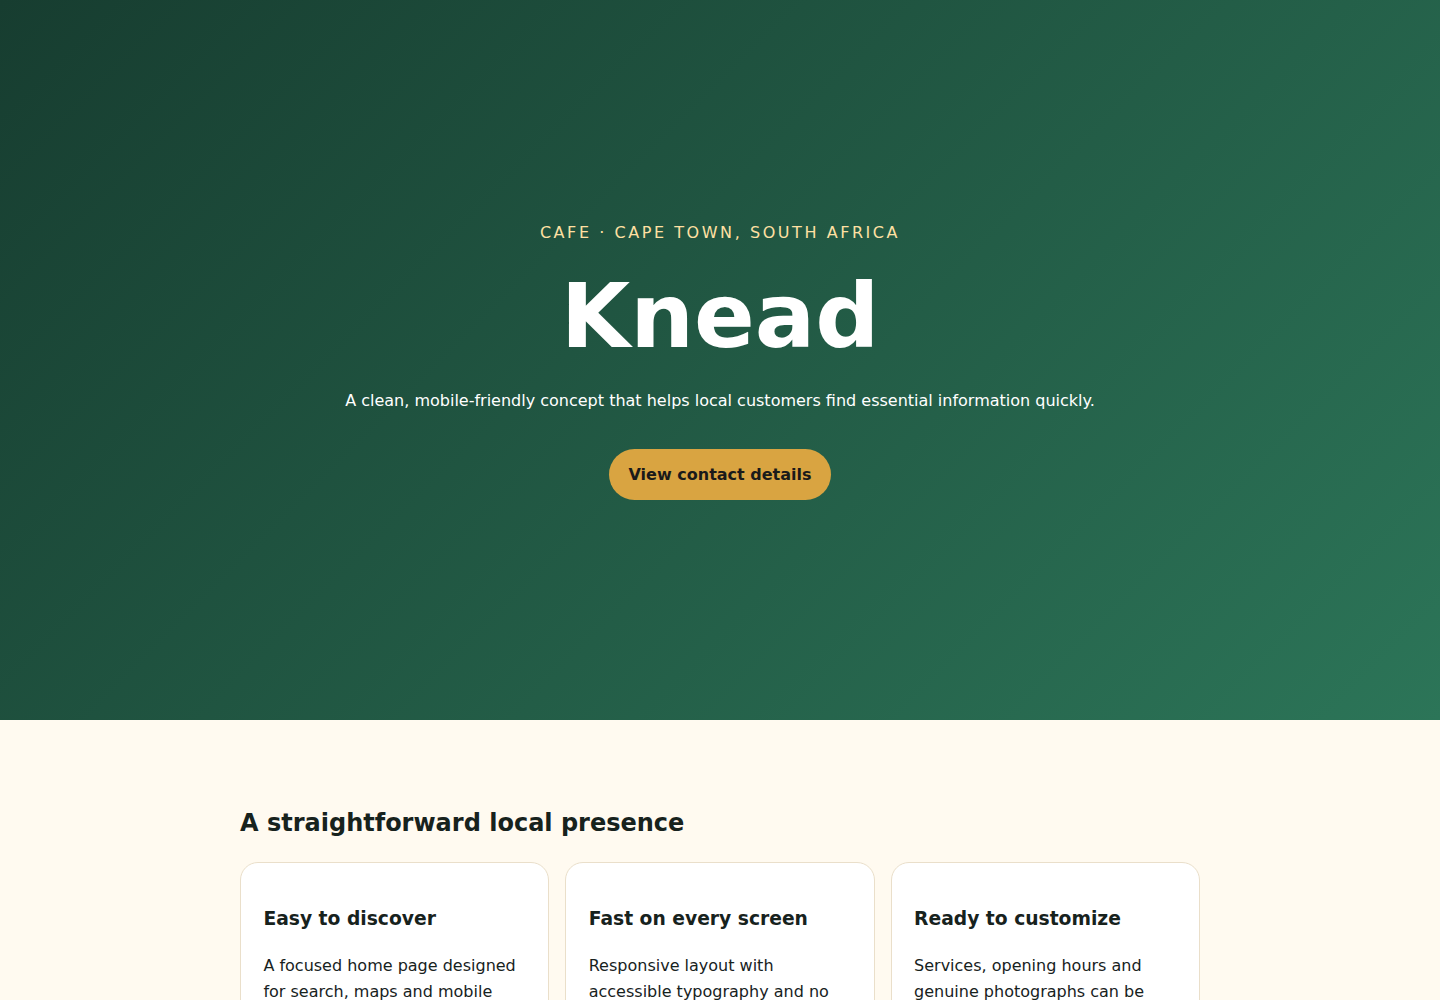 CAFE · CAPE TOWN, SOUTH AFRICA
Knead
A clean, mobile-friendly concept that helps local customers find essential information quickly.
View contact details
A straightforward local presence
Easy to discover
A focused home page designed
for search, maps and mobile
Fast on every screen
Responsive layout with
accessible typography and no
Ready to customize
Services, opening hours and
genuine photographs can be